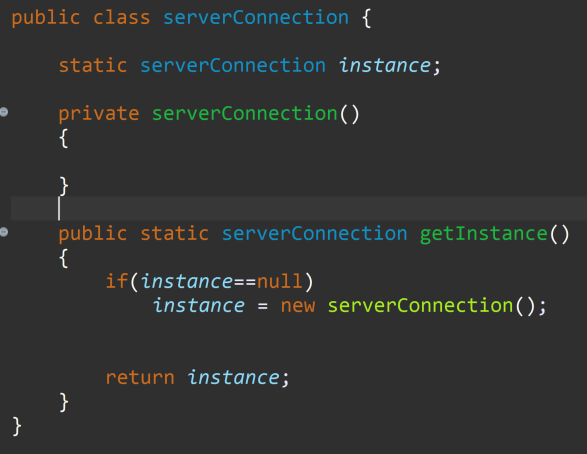 public class serverConnection {
static serverConnection instance;
private serverConnection()
{
}
public static serverConnection getInstance()
{
if(instance==null)
instance = new serverConnection();
return instance;
}
}